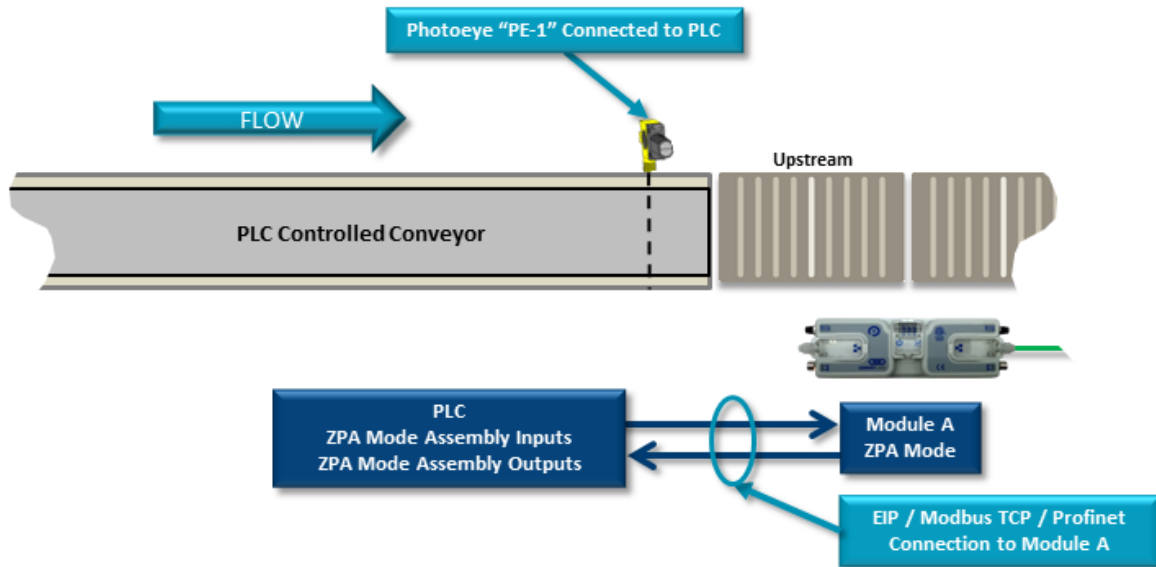 Photoeye “PE-1” Connected to PLC
FLOW
Upstream
PLC Controlled Conveyor
PLC
ZPA Mode Assembly Inputs
ZPA Mode Assembly Outputs
Module A
ZPA Mode
EIP / Modbus TCP / Profinet
Connection to Module A